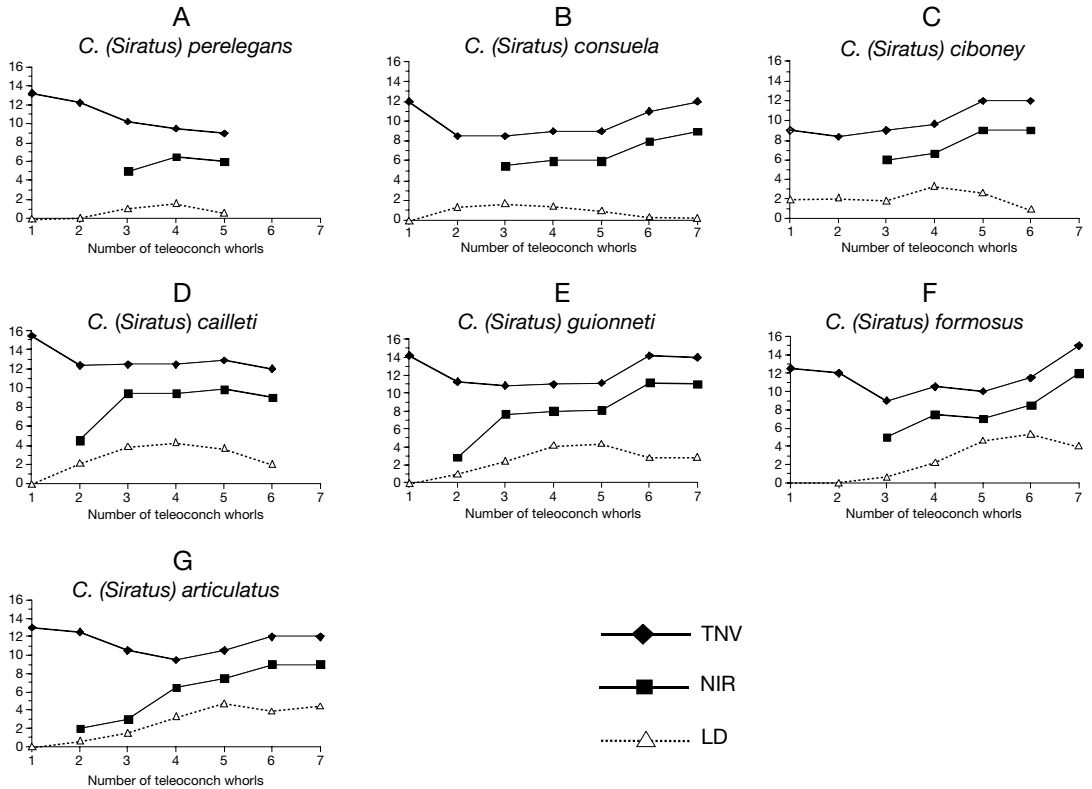 A
C. (Siratus) perelegans
16
14
12
10
8
6
4
2
0
1 2 3 4 5 6 7
Number of teleoconch whorls
B
C. (Siratus) consuela
16
14
12
10
8
6
4
2
0
1 2 3 4 5 6 7
Number of teleoconch whorls
C
C. (Siratus) ciboney
16
14
12
10
8
6
4
2
0
1 2 3 4 5 6 7
Number of teleoconch whorls
D
C. (Siratus) cailleti
16
14
12
10
8
6
4
2
0
1 2 3 4 5 6 7
Number of teleoconch whorls
E
C. (Siratus) guionneti
16
14
12
10
8
6
4
2
0
1 2 3 4 5 6 7
Number of teleoconch whorls
F
C. (Siratus) formosus
16
14
12
10
8
6
4
2
0
1 2 3 4 5 6 7
Number of teleoconch whorls
G
C. (Siratus) articulatus
16
14
12
10
8
6
4
2
0
1 2 3 4 5 6 7
Number of teleoconch whorls
TNV
NIR
LD